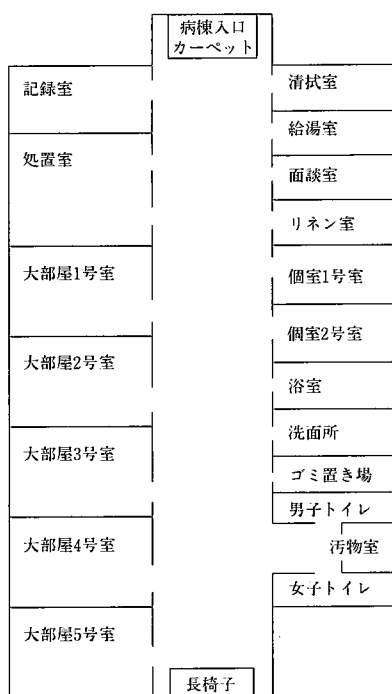 病棟入口
カーペット
記録室
処置室
大部屋1号室
大部屋2号室
大部屋3号室
大部屋4号室
大部屋5号室
清拭室
給湯室
面談室
リネン室
個室1号室
個室2号室
浴室
洗面所
ゴミ置き場
男子トイレ
汚物室
女子トイレ
長椅子